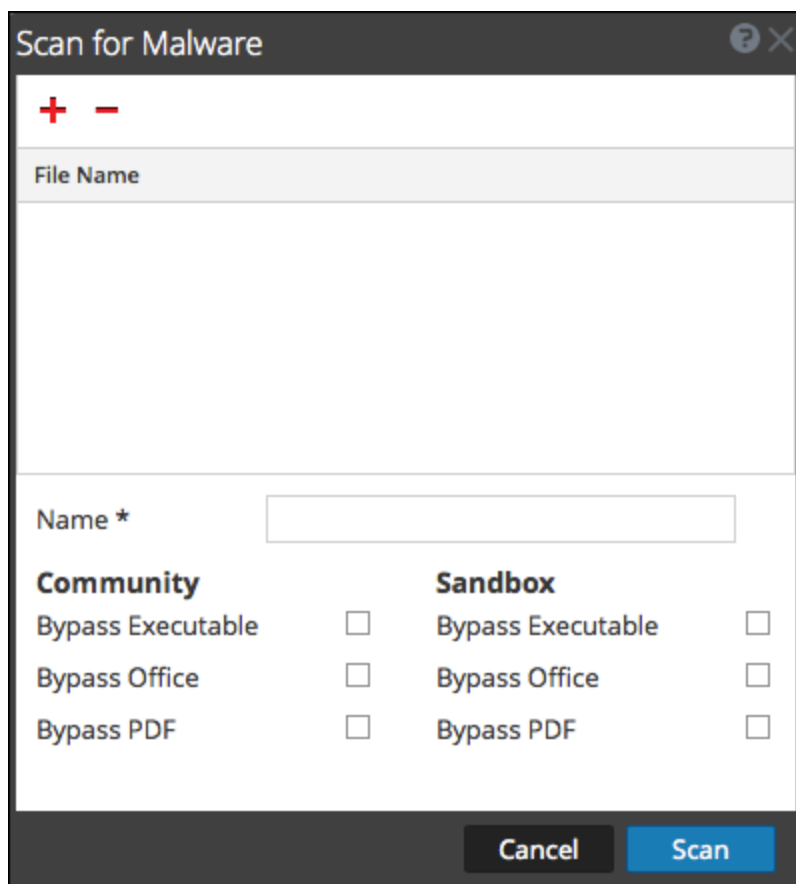 Scan for Malware
File Name
Name *
Community
Sandbox
Bypass Executable
Bypass Executable
Bypass Office
Bypass Office
Bypass PDF
Bypass PDF
Cancel
Scan